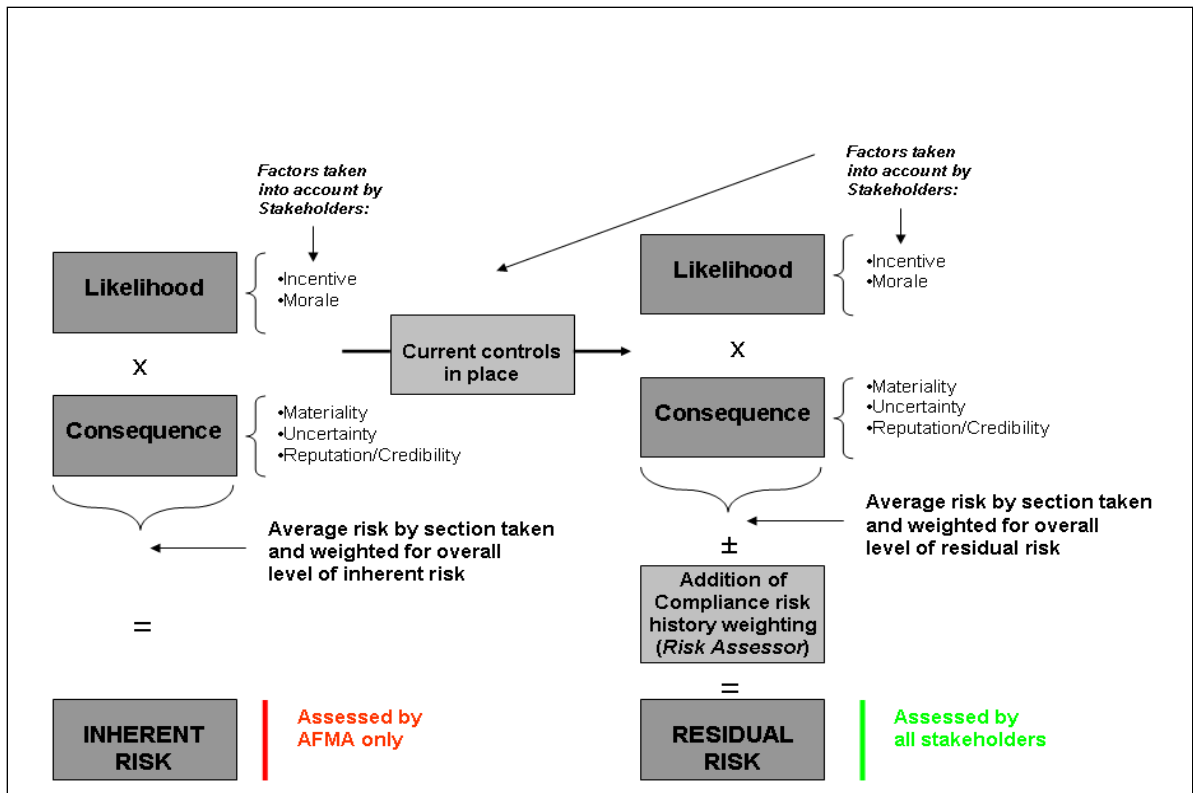 Factors taken
into account by
Stakeholders:
Likelihood
•Incentive
•Morale
x
Consequence
•Materiality
•Uncertainty
•Reputation/Credibility
Average risk by section taken
and weighted for overall
level of inherent risk
=
INHERENT
RISK
Assessed by
AFMA only
Current controls
in place
Factors taken
into account by
Stakeholders:
Likelihood
•Incentive
•Morale
x
Consequence
•Materiality
•Uncertainty
•Reputation/Credibility
Average risk by section taken
and weighted for overall
level of residual risk
±
Addition of
Compliance risk
history weighting
(Risk Assessor)
=
RESIDUAL
RISK
Assessed by
all stakeholders